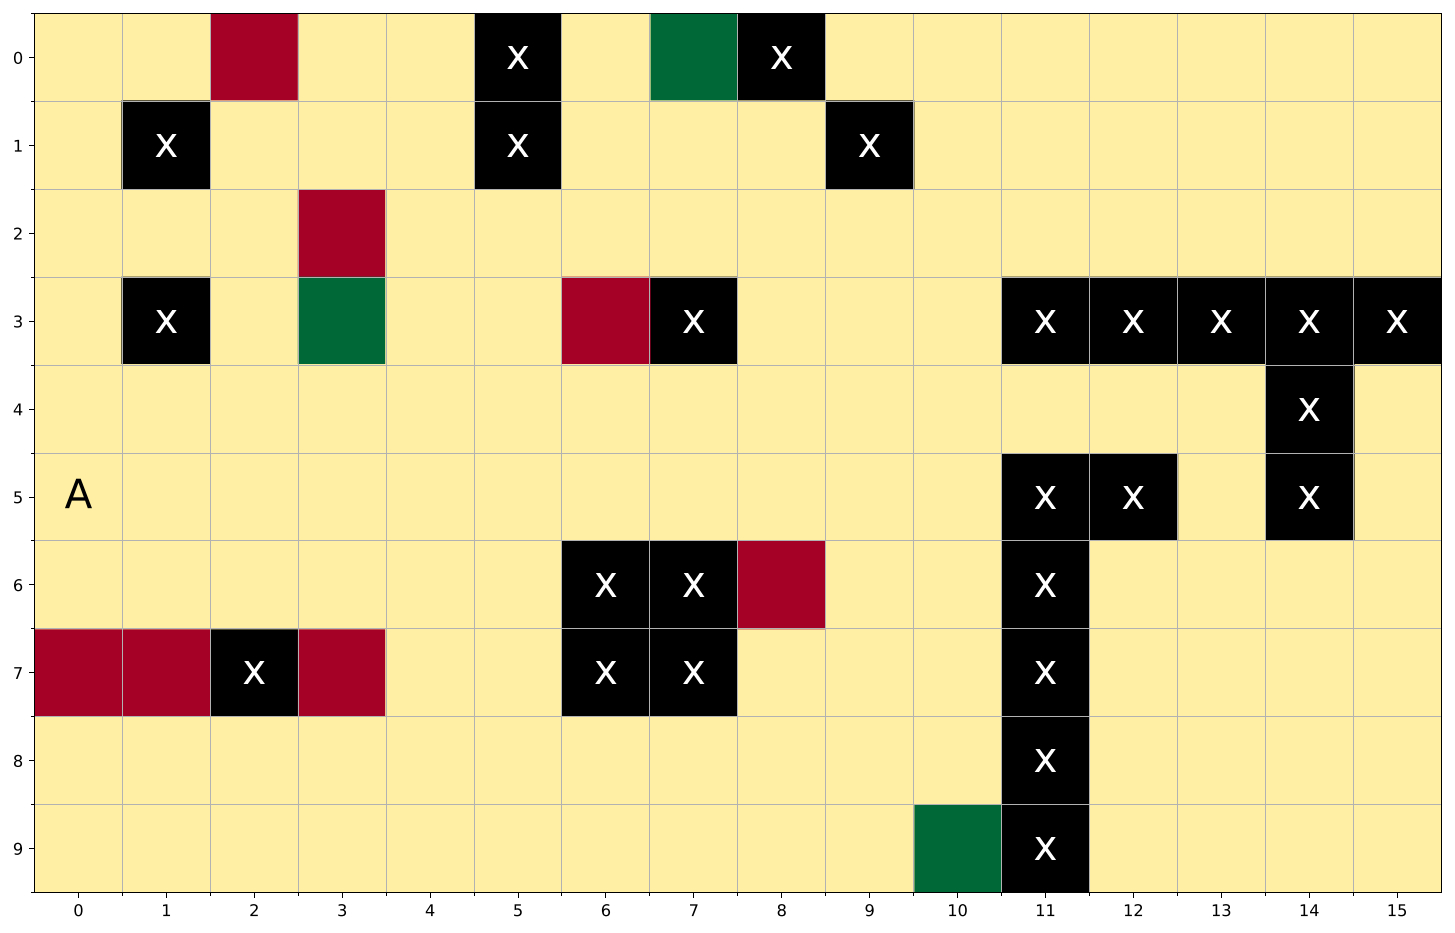 0 X X
1 X X X
2
3 X X X X X X X
4 X
5 A X X X
6 X X X
7 X X X X
8 X
9 X
0 1 2 3 4 5 6 7 8 9 10 11 12 13 14 15